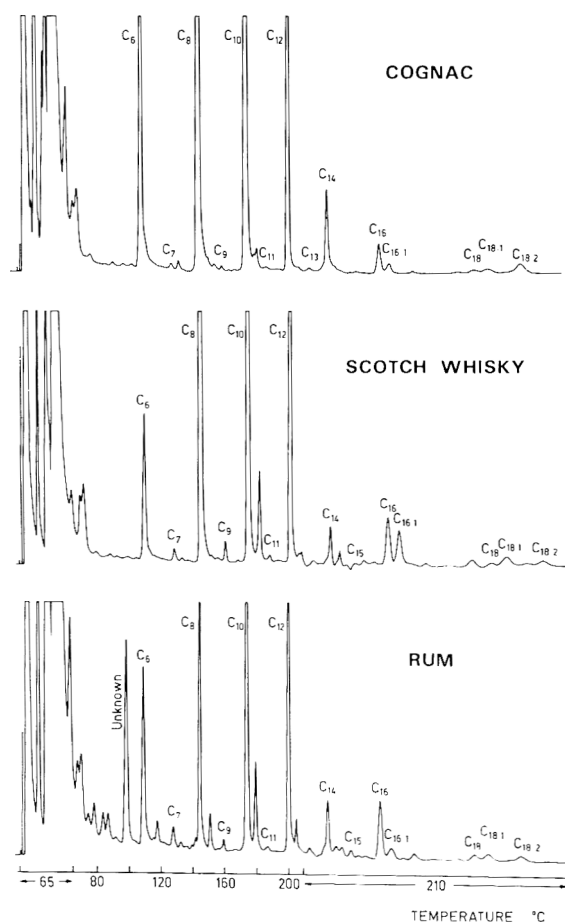 C6 C8 C10 C12
COGNAC
C14
C16
C7 C9 C11 C13 C16:1 C18 C18:1 C18:2
C8 C10 C12
SCOTCH WHISKY
C6
C7 C9 C11 C14 C15 C16 C16:1 C18 C18:1 C18:2
C8 C10 C12
RUM
Unknown
C6
C7 C9 C11 C14 C15 C16 C16:1 C18 C18:1 C18:2
65 80 120 160 200 210
TEMPERATURE °C